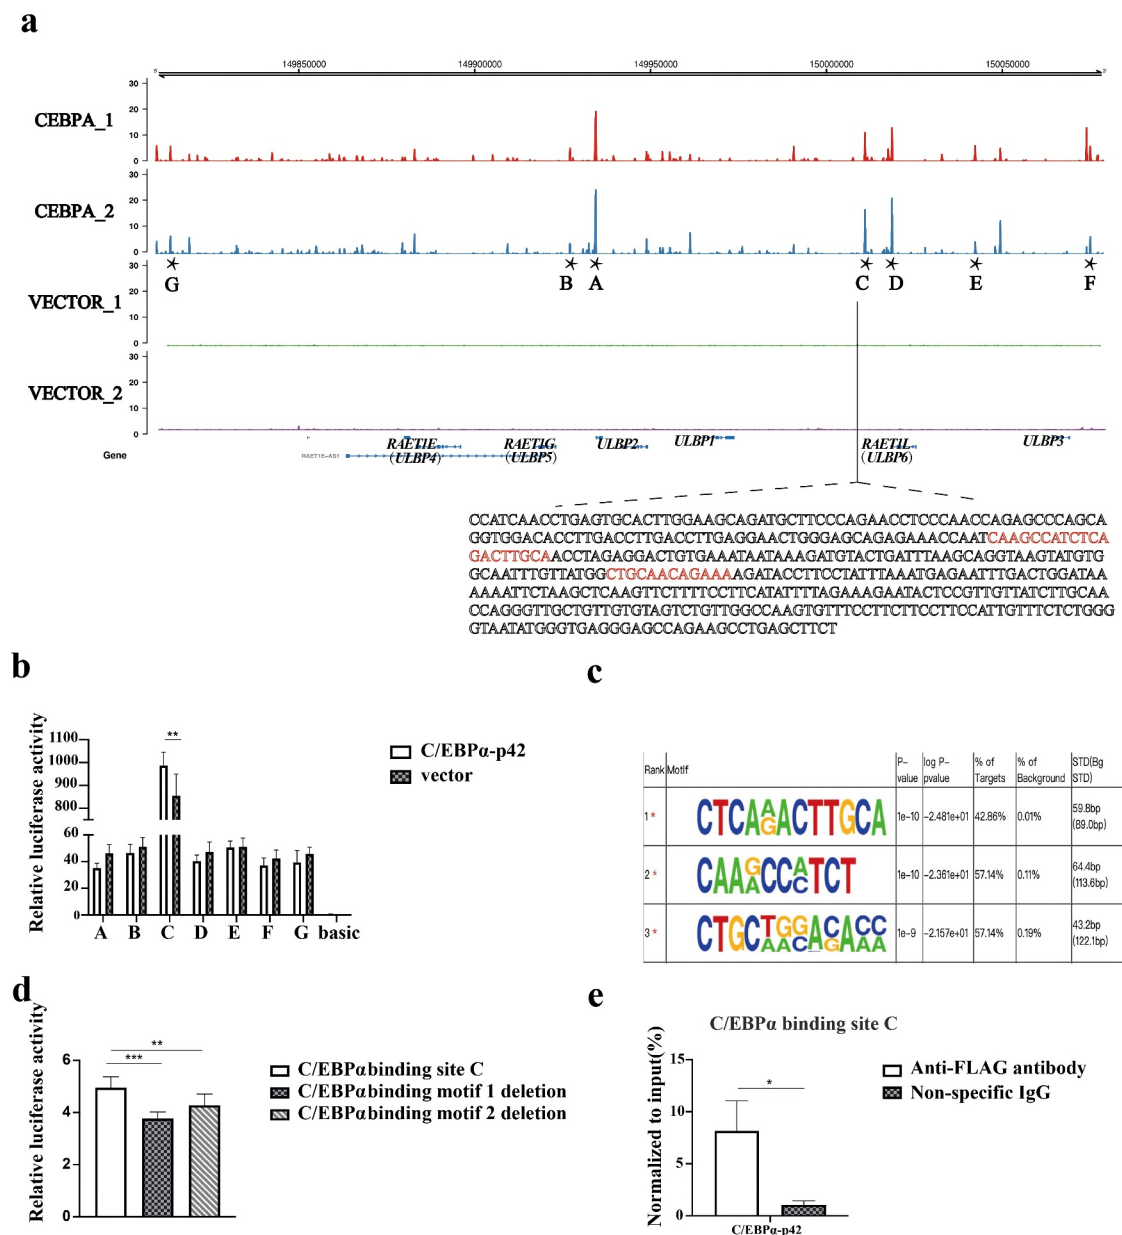 a
5' 149850000 149900000 149950000 150000000 150050000 3'
30
20
10
0
CEBPA_1
30
20
10
0
CEBPA_2
G B A C D E F
30
20
10
0
VECTOR_1
30
20
10
0
VECTOR_2
Gene
RAET1E RAET1G ULBP2 ULBP1 RAET1L ULBP3
RAET1E-AS1 (ULBP4) (ULBP5) (ULBP6)
CCATCAACCTGAGTGCACTTGGAAGCAGATGCTTCCCAGAACCTCCCAACCAGAGCCCAGCA
GGTGGACACCTTGACCTTGACCTTGAGGAACTGGGAGCAGAGAAACCAATCAAGCCATCTCA
GACTTGCAACCTAGAGGACTGTGAAATAATAAAGATGTACTGATTTAAGCAGGTAAGTATGTG
GCAATTTGTTATGGCTGCAACAGAAAAGATACCTTCCTATTTAAATGAGAATTTGACTGGATAA
AAAATTCTAAGCTCAAGTTCTTTTCCTTCATATTTTAGAAAGAATACTCCGTTGTTATCTTGCAA
CCAGGGTTGCTGTTGTGTAGTCTGTTGGCCAAGTGTTTCCTTCTTCCTTCCATTGTTTCTCTGGG
GTAATATGGGTGAGGGAGCCAGAAGCCTGAGCTTCT
b
Relative luciferase activity
1100
1000
900
800
60
40
20
0
**
A B C D E F G basic
C/EBPα-p42
vector
c
Rank Motif P-value log P-pvalue % of Targets % of Background STD(Bg STD)
1 * CTCAAACTTGCA 1e-10 -2.481e+01 42.86% 0.01% 59.8bp (89.0bp)
G
2 * CAAGCCATCT 1e-10 -2.361e+01 57.14% 0.11% 64.4bp (113.6bp)
A C
3 * CTGCTGGACACC 1e-9 -2.157e+01 57.14% 0.19% 43.2bp (122.1bp)
d
Relative luciferase activity
6
4
2
0
**
***
C/EBPαbinding site C
C/EBPαbinding motif 1 deletion
C/EBPαbinding motif 2 deletion
e
C/EBPα binding site C
Normalized to input(%)
15
10
5
0
*
C/EBPα-p42
Anti-FLAG antibody
Non-specific IgG